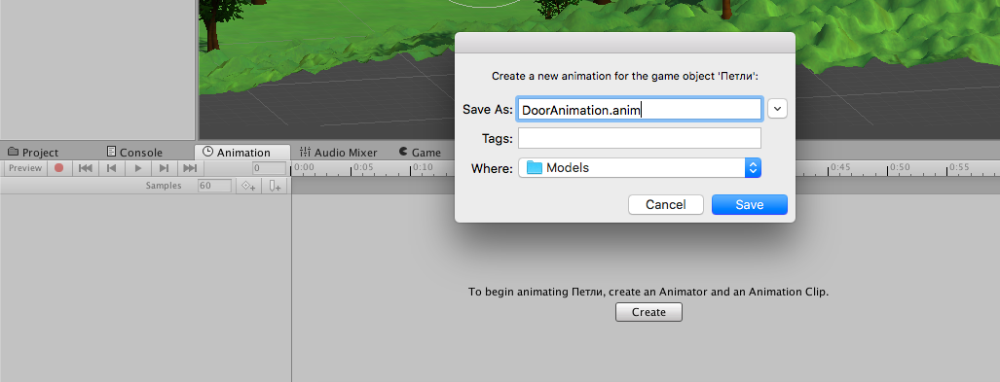 Create a new animation for the game object 'Петли':
Save As: DoorAnimation.anim
Tags:
Where: Models
Cancel Save
Project Console Animation Audio Mixer Game
Preview 0 0:00 0:05 0:10 0:45 0:50 0:55
Samples 60
To begin animating Петли, create an Animator and an Animation Clip.
Create